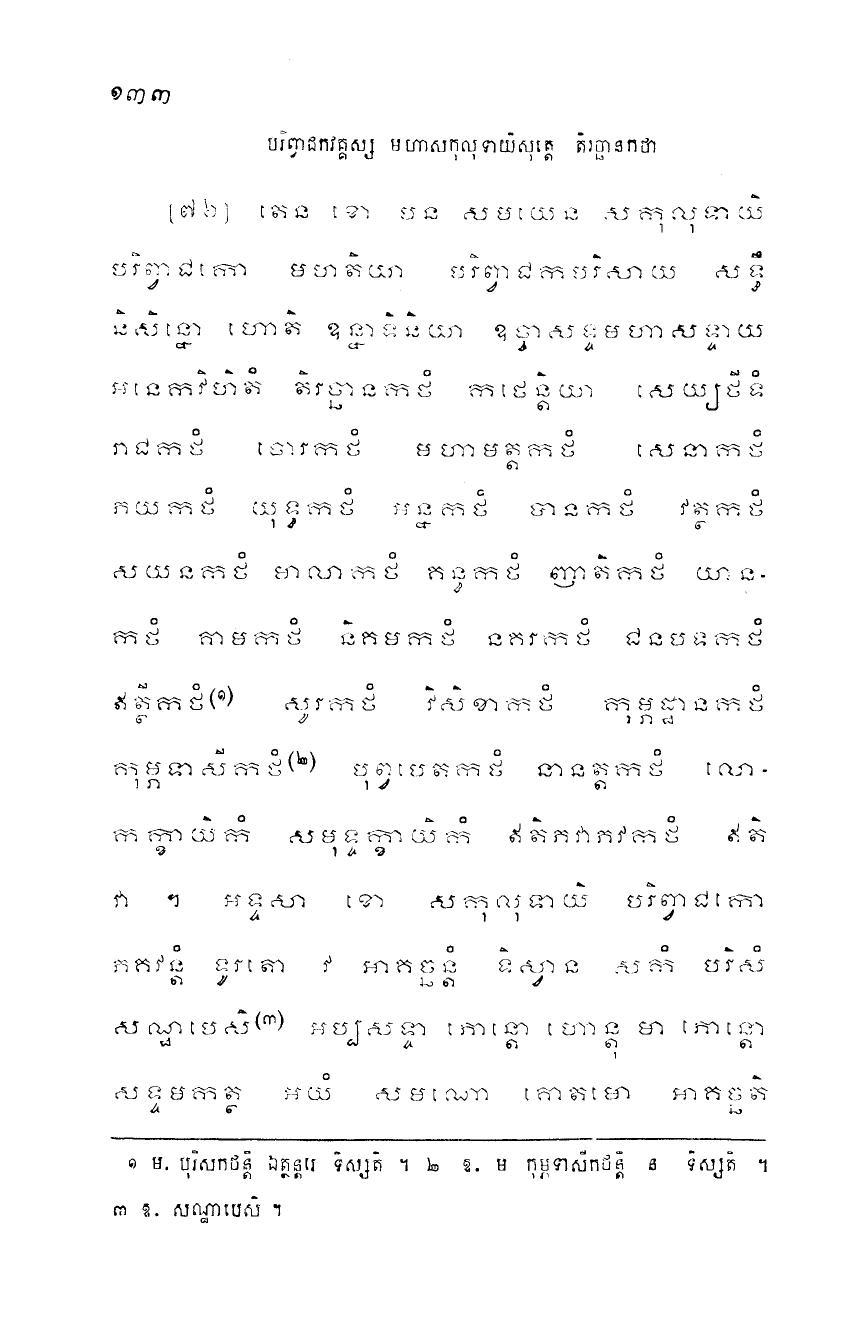 ១៣៣
បរិព្វាជកវគ្គស្ស មហាសកុលុទាយិសុត្តេ តិរច្ឆានកថា
[៧៦] តេន ខោ បន សមយេន សកុលុទាយិ
បរិព្វាជកោ មហតិយា បរិព្វាជកបរិសាយ សទ្ធឹ
និសិន្នោ ហោតិ ឧន្នាទិនិយា ឧច្ចាសទ្ទមហាសទ្ទាយ
អនេកវិហិតំ តិរច្ឆានកថំ កថេន្តិយា សេយ្យថីទំ
រាជកថំ ចោរកថំ មហាមត្តកថំ សេនាកថំ
ភយកថំ យុទ្ធកថំ អន្នកថំ បានកថំ វត្ថកថំ
សយនកថំ មាលាកថំ គន្ធកថំ ញាតិកថំ យាន-
កថំ គាមកថំ និគមកថំ នគរកថំ ជនបទកថំ
ឥត្ថីកថំ(១) សូរកថំ វិសិខាកថំ កុម្ភដ្ឋានកថំ
កុម្ភទាសីកថំ(២) បុព្វបេតកថំ នានត្តកថំ លោ-
កក្ខាយិកំ សមុទ្ទក្ខាយិកំ ឥតិភវាភវកថំ ឥតិ
វា ។ អទ្ទសា ខោ សកុលុទាយិ បរិព្វាជកោ
ភគវន្តំ ទូរតោ វ អាគច្ឆន្តំ ទិស្វាន សកំ បរិសំ
សណ្ឋបេសិ(៣) អប្បសទ្ទា ភោន្តោ ហោន្តុ មា ភោន្តោ
សទ្ទមកត្ថ អយំ សមណោ គោតមោ អាគច្ឆតិ
១ ម. បុរិសកថន្តិ ឯត្ថន្តរេ ទិស្សតិ ។ ២ ឱ. ម កុម្ភទាសីកថន្តិ ន ទិស្សតិ ។
៣ ឱ. សណ្ឋាបេសិ ។